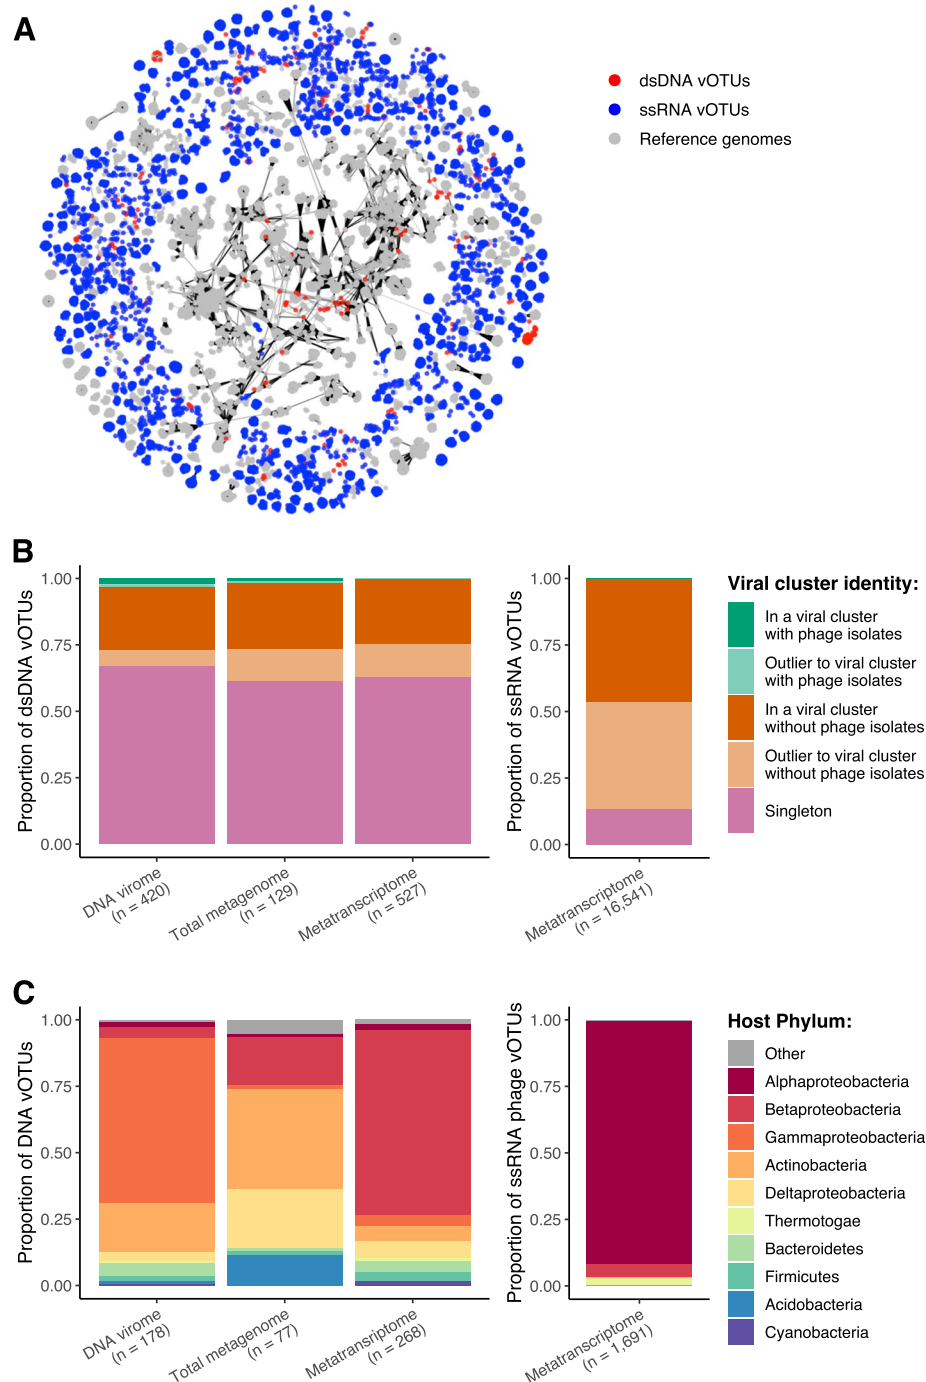 A
dsDNA vOTUs
ssRNA vOTUs
Reference genomes
B
Proportion of dsDNA vOTUs
1.00
0.75
0.50
0.25
0.00
DNA virome
(n = 420)
Total metagenome
(n = 129)
Metatranscriptome
(n = 527)
Proportion of ssRNA vOTUs
1.00
0.75
0.50
0.25
0.00
Metatranscriptome
(n = 16,541)
Viral cluster identity:
In a viral cluster
with phage isolates
Outlier to viral cluster
with phage isolates
In a viral cluster
without phage isolates
Outlier to viral cluster
without phage isolates
Singleton
C
Proportion of DNA vOTUs
1.00
0.75
0.50
0.25
0.00
DNA virome
(n = 178)
Total metagenome
(n = 77)
Metatransriptome
(n = 268)
Proportion of ssRNA phage vOTUs
1.00
0.75
0.50
0.25
0.00
Metatranscriptome
(n = 1,691)
Host Phylum:
Other
Alphaproteobacteria
Betaproteobacteria
Gammaproteobacteria
Actinobacteria
Deltaproteobacteria
Thermotogae
Bacteroidetes
Firmicutes
Acidobacteria
Cyanobacteria